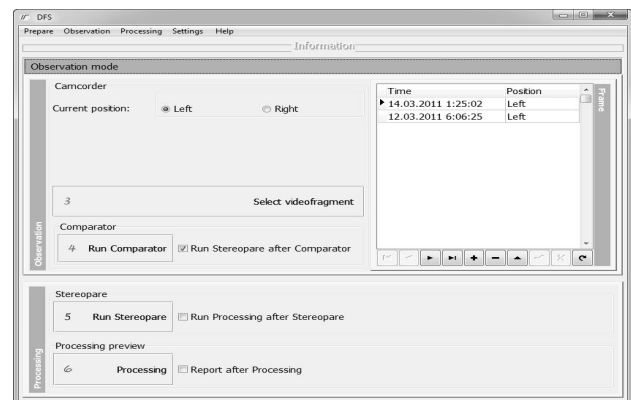 DFS
Prepare Observation Processing Settings Help
Information
Observation mode
Observation
Camcorder
Current position: Left Right
3 Select videofragment
Comparator
4 Run Comparator Run Stereopare after Comparator
Time Position
14.03.2011 1:25:02 Left
12.03.2011 6:06:25 Left
Frame
Processing
Stereopare
5 Run Stereopare Run Processing after Stereopare
Processing preview
6 Processing Report after Processing